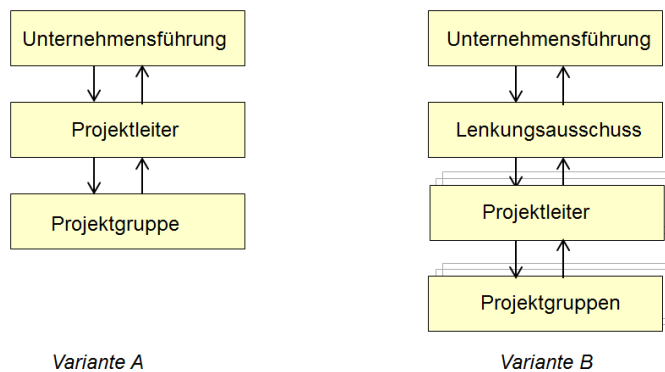 Unternehmensführung
Projektleiter
Projektgruppe
Variante A
Unternehmensführung
Lenkungsausschuss
Projektleiter
Projektgruppen
Variante B